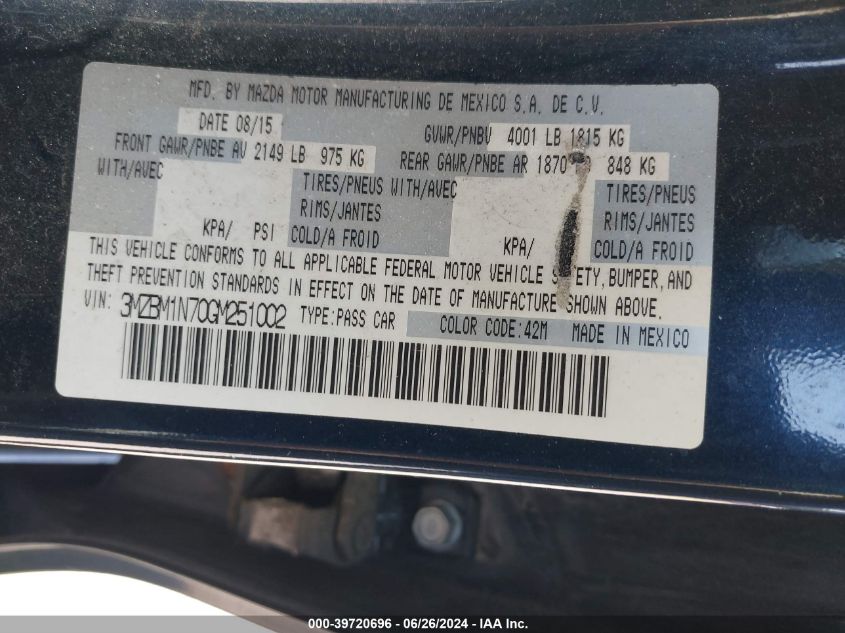 MFD. BY MAZDA MOTOR MANUFACTURING DE MEXICO S.A. DE C.V.
DATE 08/15 GVWR/PNBV 4001 LB 1815 KG
FRONT GAWR/PNBE AV 2149 LB 975 KG REAR GAWR/PNBE AR 1870 848 KG
WITH/AVEC TIRES/PNEUS WITH/AVEC TIRES/PNEUS
RIMS/JANTES RIMS/JANTES
KPA/ PSI COLD/A FROID KPA/ COLD/A FROID
THIS VEHICLE CONFORMS TO ALL APPLICABLE FEDERAL MOTOR VEHICLE SAFETY, BUMPER, AND
THEFT PREVENTION STANDARDS IN EFFECT ON THE DATE OF MANUFACTURE SHOWN ABOVE.
VIN: 3MZBM1N70GM251002 TYPE:PASS CAR COLOR CODE:42M MADE IN MEXICO
000-39720696 - 06/26/2024 - IAA Inc.